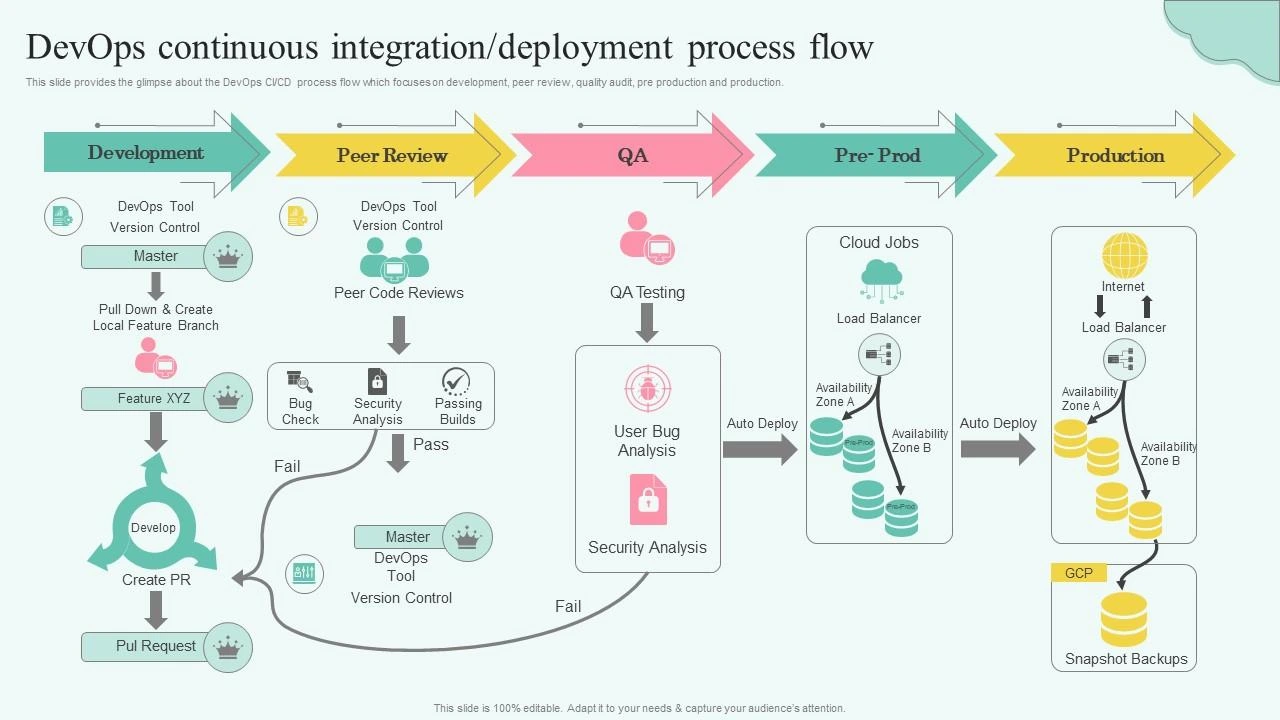 DevOps continuous integration/deployment process flow
This slide provides the glimpse about the DevOps CI/CD process flow which focuses on development, peer review, quality audit, pre production and production.
Development
Peer Review
QA
Pre- Prod
Production
DevOps Tool
Version Control
Master
Pull Down & Create
Local Feature Branch
Feature XYZ
Develop
Create PR
Pul Request
DevOps Tool
Version Control
Peer Code Reviews
Bug
Check
Security
Analysis
Passing
Builds
Pass
Fail
Master
DevOps
Tool
Version Control
QA Testing
User Bug
Analysis
Security Analysis
Fail
Auto Deploy
Cloud Jobs
Load Balancer
Availability
Zone A
Availability
Zone B
Pre-Prod
Pre-Prod
Auto Deploy
Internet
Load Balancer
Availability
Zone A
Availability
Zone B
GCP
Snapshot Backups
This slide is 100% editable. Adapt it to your needs & capture your audience's attention.